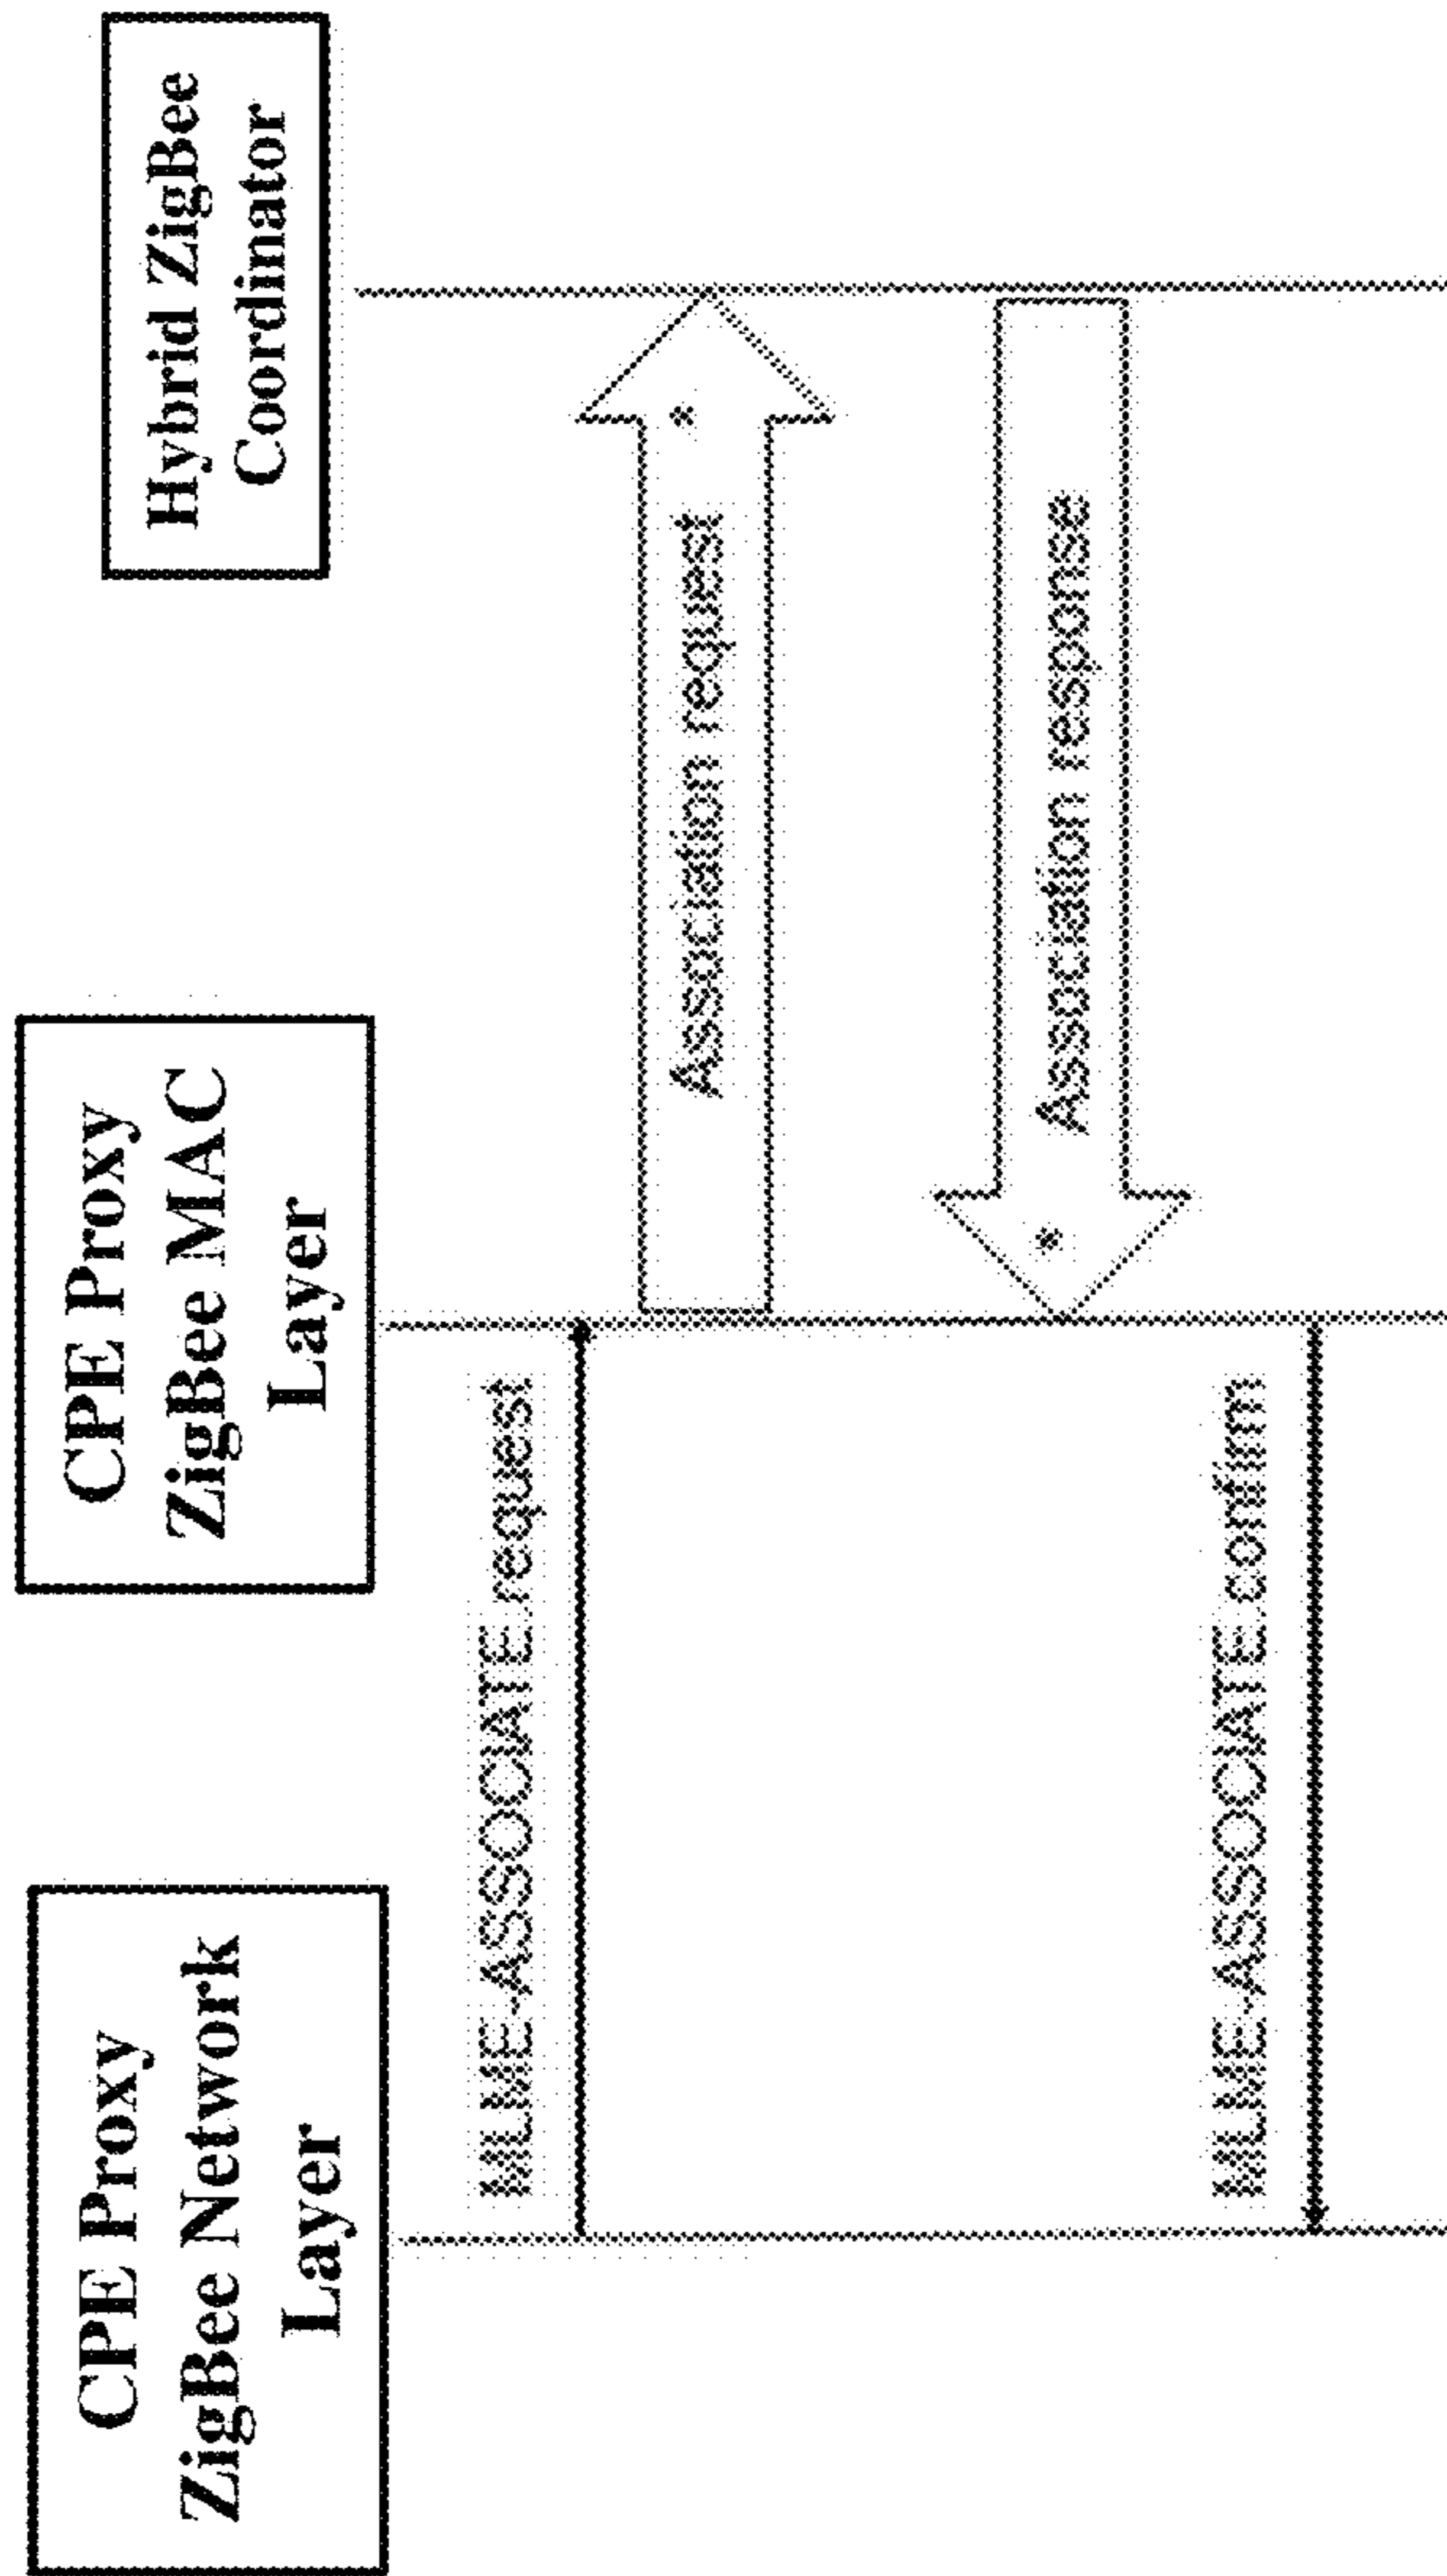 CPE Proxy
ZigBee Network
Layer
CPE Proxy
ZigBee MAC
Layer
Hybrid ZigBee
Coordinator
MLME-ASSOCIATE.request
Association request *
* Association response
MLME-ASSOCIATE.confirm